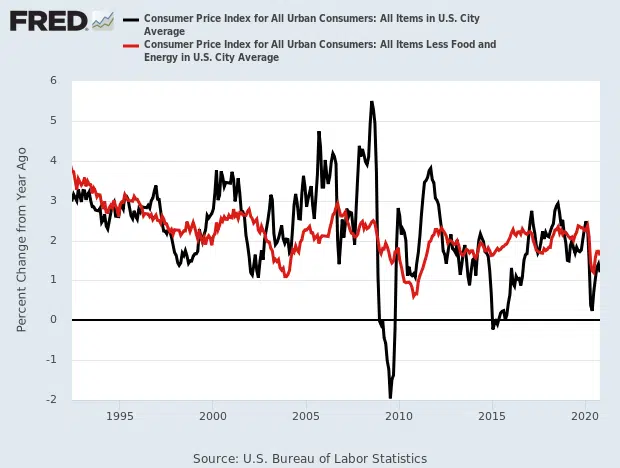 FRED
Consumer Price Index for All Urban Consumers: All Items in U.S. City
Average
Consumer Price Index for All Urban Consumers: All Items Less Food and
Energy in U.S. City Average
6
5
4
3
2
1
0
-1
-2
Percent Change from Year Ago
1995
2000
2005
2010
2015
2020
Source: U.S. Bureau of Labor Statistics